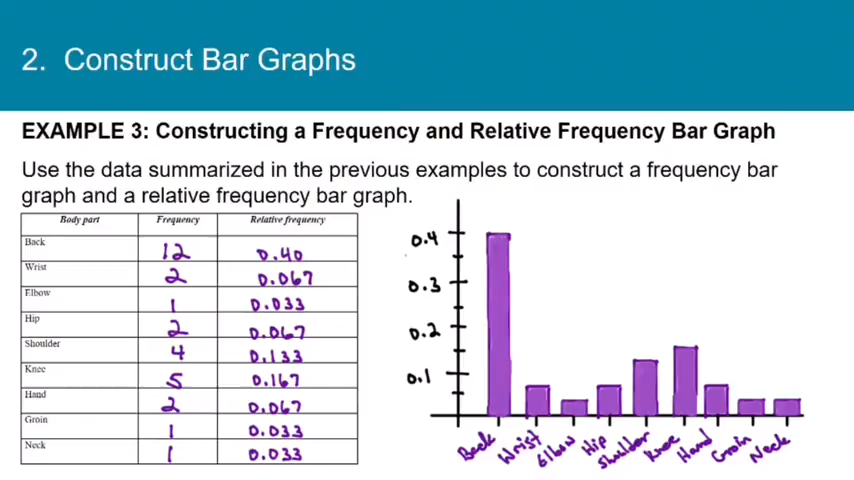 2. Construct Bar Graphs
EXAMPLE 3: Constructing a Frequency and Relative Frequency Bar Graph
Use the data summarized in the previous examples to construct a frequency bar
graph and a relative frequency bar graph.
Body part Frequency Relative frequency
Back 12 0.40
Wrist 2 0.067
Elbow 1 0.033
Hip 2 0.067
Shoulder 4 0.133
Knee 5 0.167
Hand 2 0.067
Groin 1 0.033
Neck 1 0.033
0.4
0.3
0.2
0.1
Back Wrist Elbow Hip Shoulder Knee Hand Groin Neck